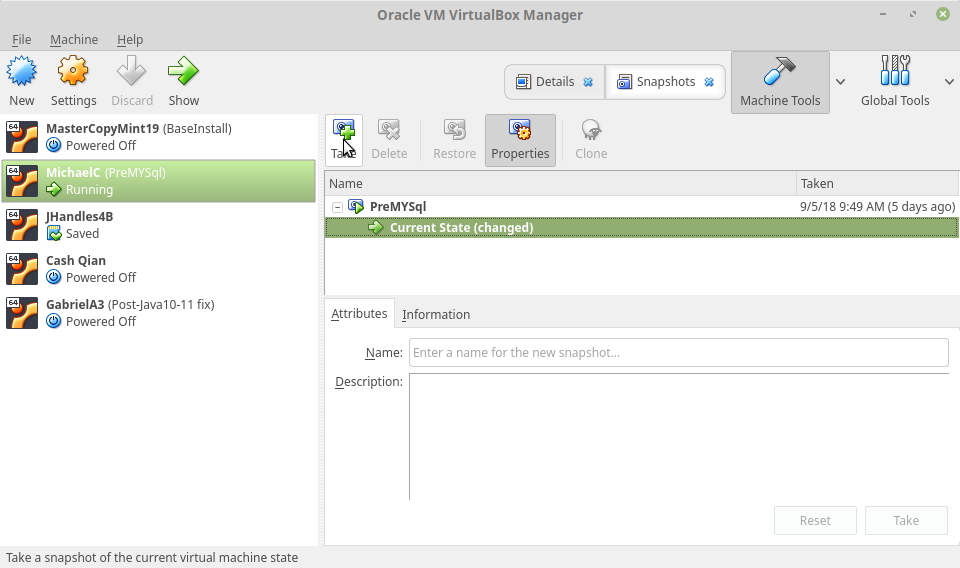 Oracle VM VirtualBox Manager
File Machine Help
New Settings Discard Show
Details Snapshots
Machine Tools Global Tools
64 MasterCopyMint19 (BaseInstall)
Powered Off
64 MichaelC (PreMYSql)
Running
64 JHandles4B
Saved
64 Cash Qian
Powered Off
64 GabrielA3 (Post-Java10-11 fix)
Powered Off
Take Delete Restore Properties Clone
Name Taken
PreMYSql 9/5/18 9:49 AM (5 days ago)
Current State (changed)
Attributes Information
Name: Enter a name for the new snapshot...
Description:
Reset Take
Take a snapshot of the current virtual machine state